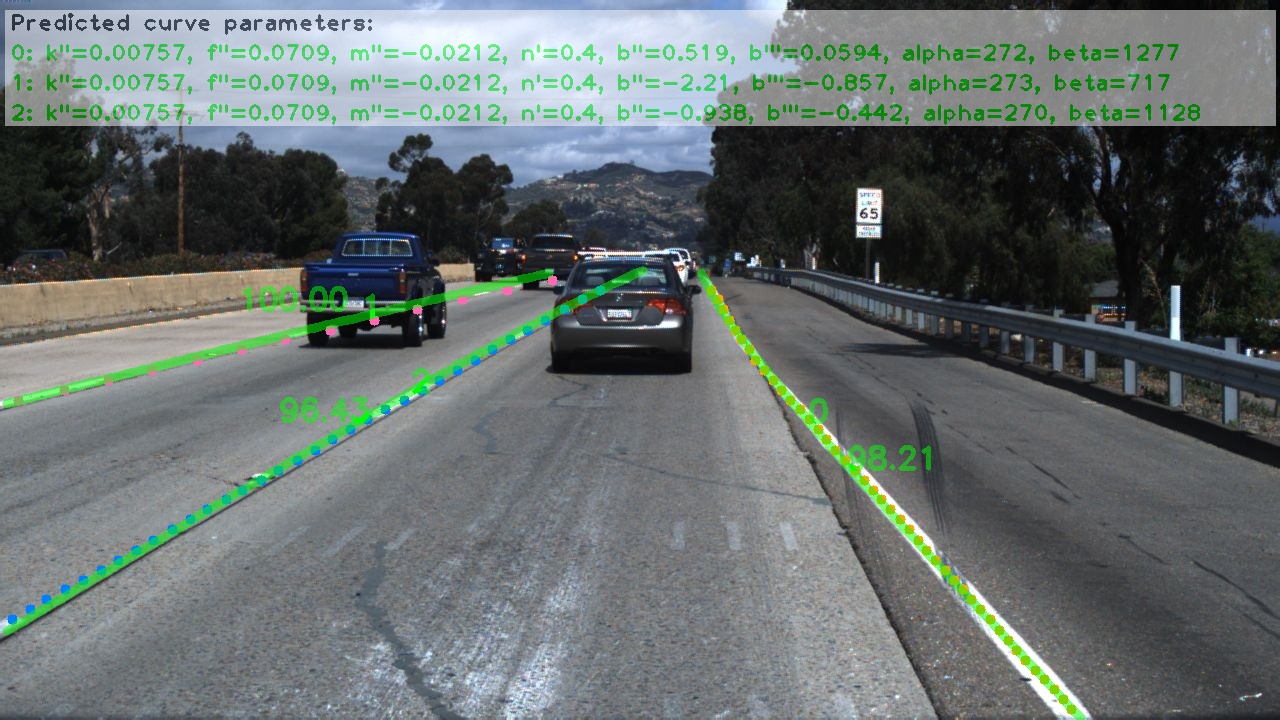 Predicted curve parameters:
0: k''=0.00757, f''=0.0709, m''=−0.0212, n'=0.4, b''=0.519, b'''=0.0594, alpha=272, beta=1277
1: k''=0.00757, f''=0.0709, m''=−0.0212, n'=0.4, b''=−2.21, b'''=−0.857, alpha=273, beta=717
2: k''=0.00757, f''=0.0709, m''=−0.0212, n'=0.4, b''=−0.938, b'''=−0.442, alpha=270, beta=1128
SPEED
LIMIT
65
100.00
1
2
96.43
0
98.21